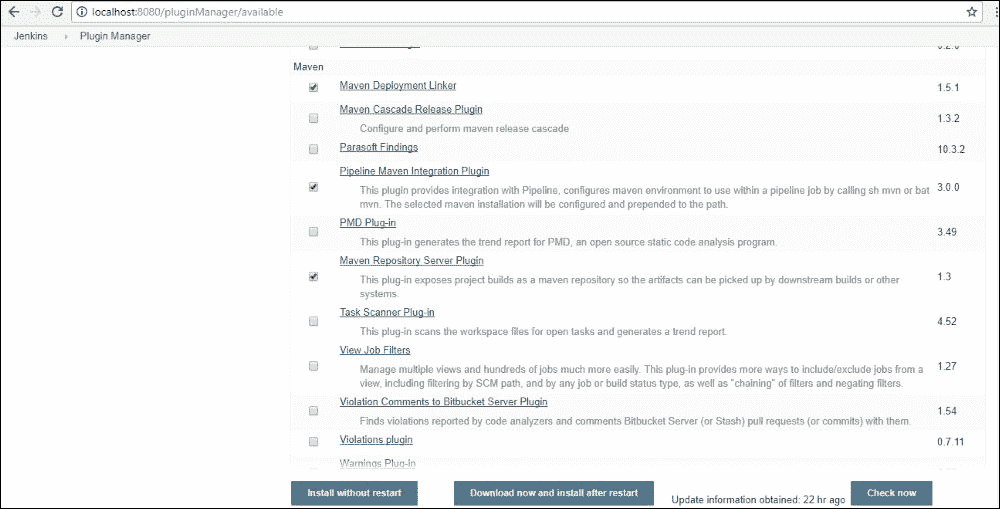 localhost:8080/pluginManager/available
Jenkins
Plugin Manager
Maven
Maven Deployment Linker
1.5.1
Maven Cascade Release Plugin
1.3.2
Configure and perform maven release cascade
Parasoft Findings
10.3.2
Pipeline Maven Integration Plugin
This plugin provides integration with Pipeline, configures maven environment to use within a pipeline job by calling sh mvn or bat
3.0.0
mvn. The selected maven installation will be configured and prepended to the path.
PMD Plug-in
3.49
This plug-in generates the trend report for PMD, an open source static code analysis program.
Maven Repository Server Plugin
This plug-in exposes project builds as a maven repository so the artifacts can be picked up by downstream builds or other
1.3
systems.
Task Scanner Plug-in
4.52
This plug-in scans the workspace files for open tasks and generates a trend report.
View Job Filters
Manage multiple views and hundreds of jobs much more easily. This plug-in provides more ways to include/exclude jobs from a
1.27
view, including filtering by SCM path, and by any job or build status type, as well as "chaining" of filters and negating filters.
Violation Comments to Bitbucket Server Plugin
1.54
Finds violations reported by code analyzers and comments Bitbucket Server (or Stash) pull requests (or commits) with them.
Violations plugin
0.7.11
Warnings Plug-in
Install without restart
Download now and install after restart
Update information obtained: 22 hr ago
Check now